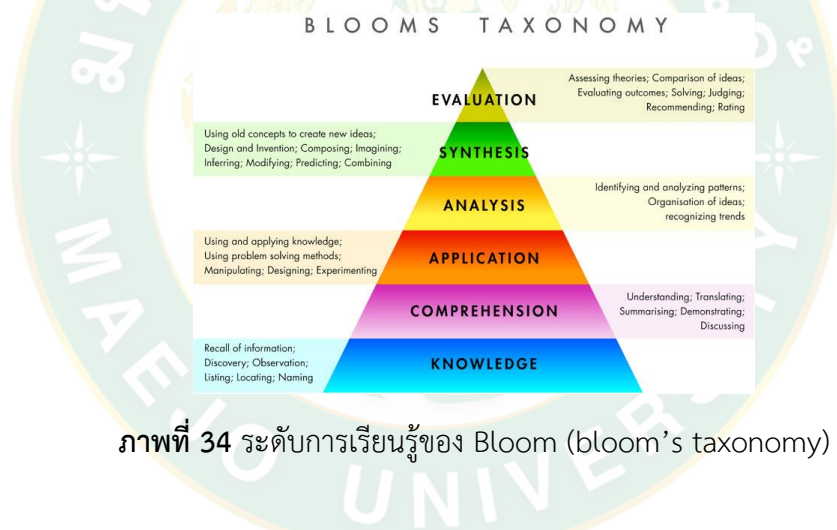 BLOOMS TAXONOMY
EVALUATION
Assessing theories; Comparison of ideas;
Evaluating outcomes; Solving; Judging;
Recommending; Rating
Using old concepts to create new ideas;
Design and Invention; Composing; Imagining;
Inferring; Modifying; Predicting; Combining
SYNTHESIS
ANALYSIS
Identifying and analyzing patterns;
Organisation of ideas;
recognizing trends
Using and applying knowledge;
Using problem solving methods;
Manipulating; Designing; Experimenting
APPLICATION
COMPREHENSION
Understanding; Translating;
Summarising; Demonstrating;
Discussing
Recall of information;
Discovery; Observation;
Listing; Locating; Naming
KNOWLEDGE
ภาพที่ 34 ระดับการเรียนรู้ของ Bloom (bloom's taxonomy)
MAEJO UNIVERSITY